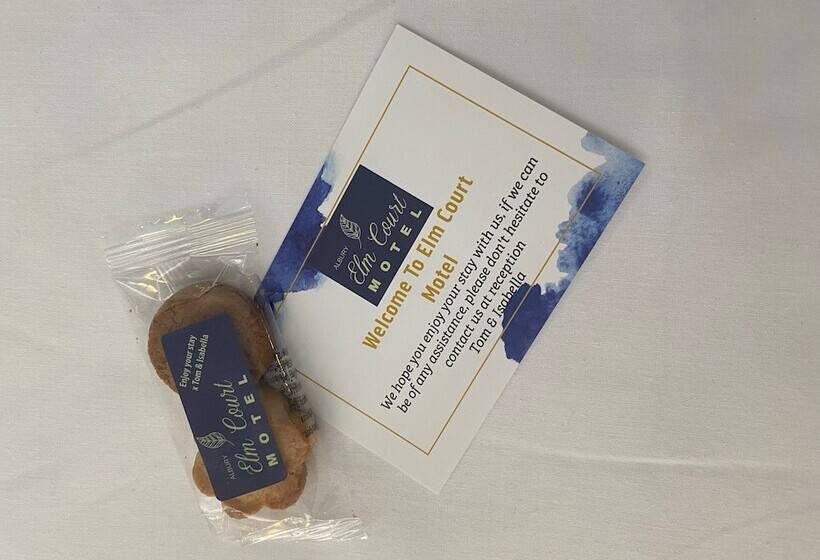 ALBURY
Elm Court
MOTEL
Welcome To Elm Court
Motel
We hope you enjoy your stay with us, if we can
be of any assistance, please don't hesitate to
contact us at reception
Tom & Isabella
Enjoy your stay
x Tom & Isabella
ALBURY
Elm Court
MOTEL